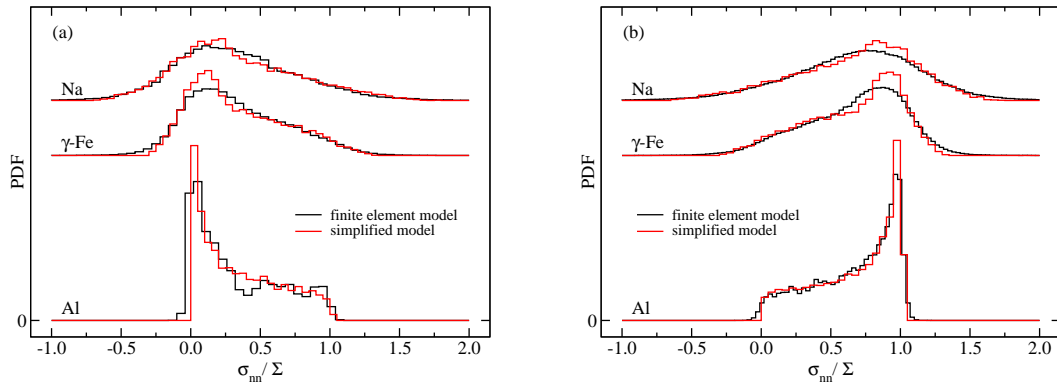 (a)
Na
γ-Fe
PDF
finite element model
simplified model
Al
0
-1.0 -0.5 0.0 0.5 1.0 1.5 2.0
σnn/ Σ
(b)
Na
γ-Fe
PDF
finite element model
simplified model
Al
0
-1.0 -0.5 0.0 0.5 1.0 1.5 2.0
σnn/ Σ